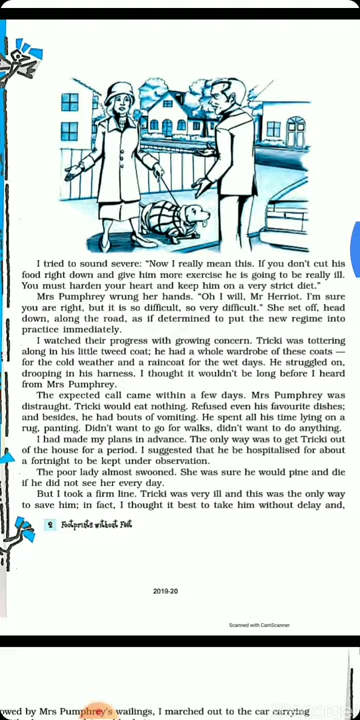 I tried to sound severe: “Now I really mean this. If you don't cut his
food right down and give him more exercise he is going to be really ill.
You must harden your heart and keep him on a very strict diet.”
Mrs Pumphrey wrung her hands. “Oh I will, Mr Herriot. I'm sure
you are right, but it is so difficult, so very difficult.” She set off, head
down, along the road, as if determined to put the new regime into
practice immediately.
I watched their progress with growing concern. Tricki was tottering
along in his little tweed coat; he had a whole wardrobe of these coats —
for the cold weather and a raincoat for the wet days. He struggled on,
drooping in his harness. I thought it wouldn't be long before I heard
from Mrs Pumphrey.
The expected call came within a few days. Mrs Pumphrey was
distraught. Tricki would eat nothing. Refused even his favourite dishes;
and besides, he had bouts of vomiting. He spent all his time lying on a
rug, panting. Didn't want to go for walks, didn't want to do anything.
I had made my plans in advance. The only way was to get Tricki out
of the house for a period. I suggested that he be hospitalised for about
a fortnight to be kept under observation.
The poor lady almost swooned. She was sure he would pine and die
if he did not see her every day.
But I took a firm line. Tricki was very ill and this was the only way
to save him; in fact, I thought it best to take him without delay and,
2 Footprints without Feet
2019-20
Scanned with CamScanner
owed by Mrs Pumphrey's wailings, I marched out to the car carrying